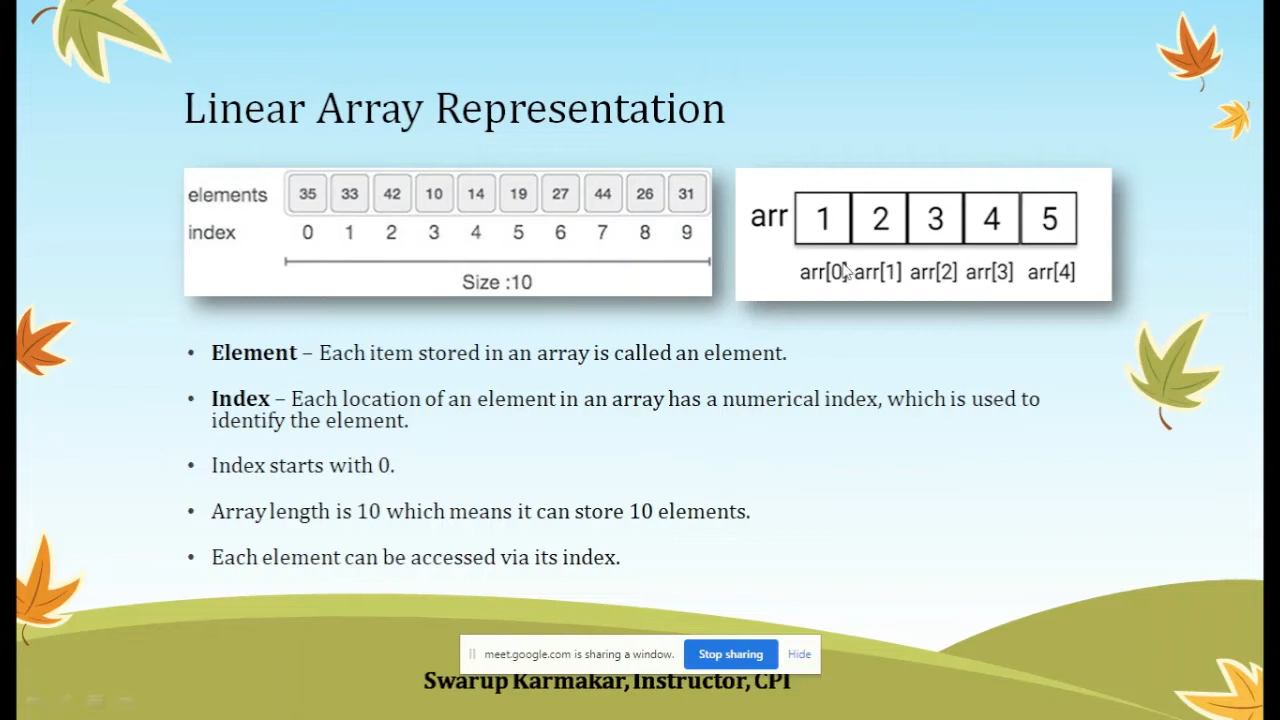 Linear Array Representation
elements 35 33 42 10 14 19 27 44 26 31
index 0 1 2 3 4 5 6 7 8 9
Size :10
arr 1 2 3 4 5
arr[0] arr[1] arr[2] arr[3] arr[4]
• Element – Each item stored in an array is called an element.
• Index – Each location of an element in an array has a numerical index, which is used to
identify the element.
• Index starts with 0.
• Array length is 10 which means it can store 10 elements.
• Each element can be accessed via its index.
meet.google.com is sharing a window. Stop sharing Hide
Swarup Karmakar, Instructor, CPI